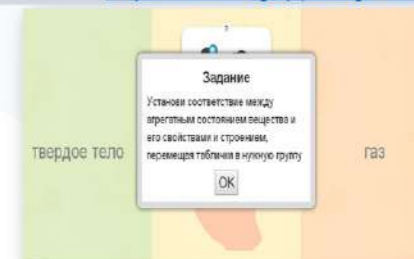 ?
Задание
Установи соответствие между
агрегатным состоянием вещества и
его свойствами и строением,
перемещая таблички в нужную группу
твердое тело
газ
OK